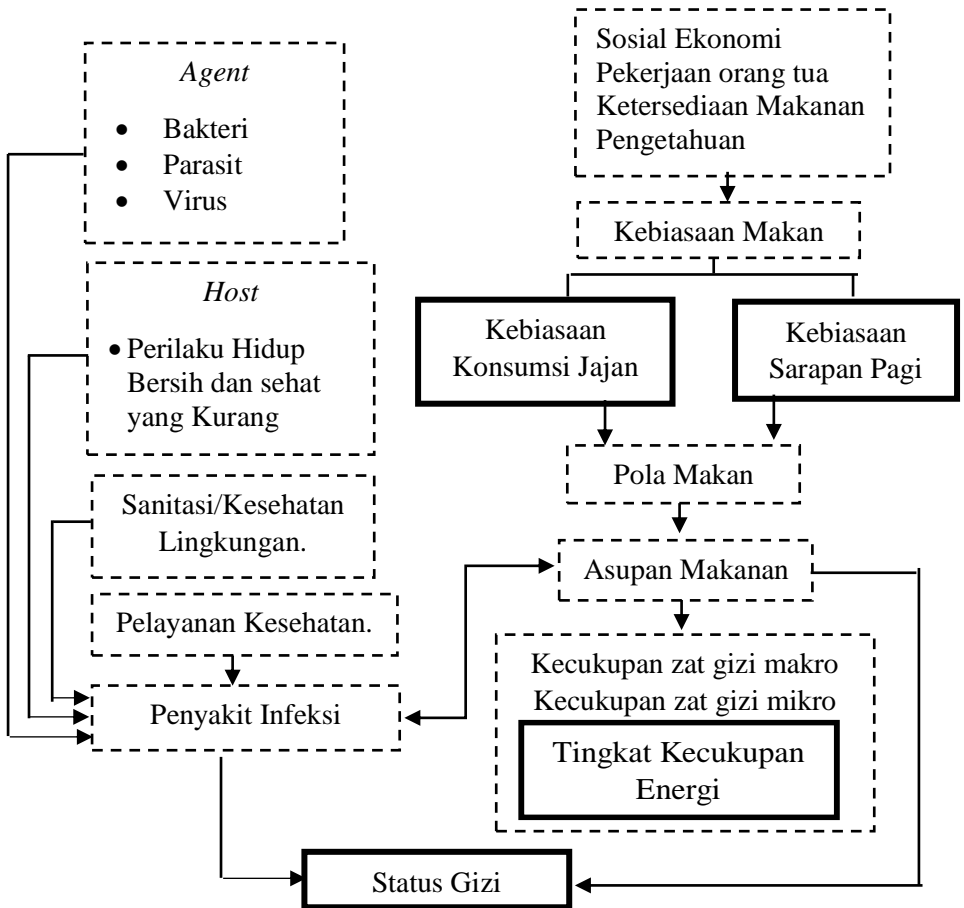 Agent
• Bakteri
• Parasit
• Virus
Host
• Perilaku Hidup
Bersih dan sehat
yang Kurang
Sanitasi/Kesehatan
Lingkungan.
Pelayanan Kesehatan.
Penyakit Infeksi
Sosial Ekonomi
Pekerjaan orang tua
Ketersediaan Makanan
Pengetahuan
Kebiasaan Makan
Kebiasaan
Konsumsi Jajan
Kebiasaan
Sarapan Pagi
Pola Makan
Asupan Makanan
Kecukupan zat gizi makro
Kecukupan zat gizi mikro
Tingkat Kecukupan
Energi
Status Gizi